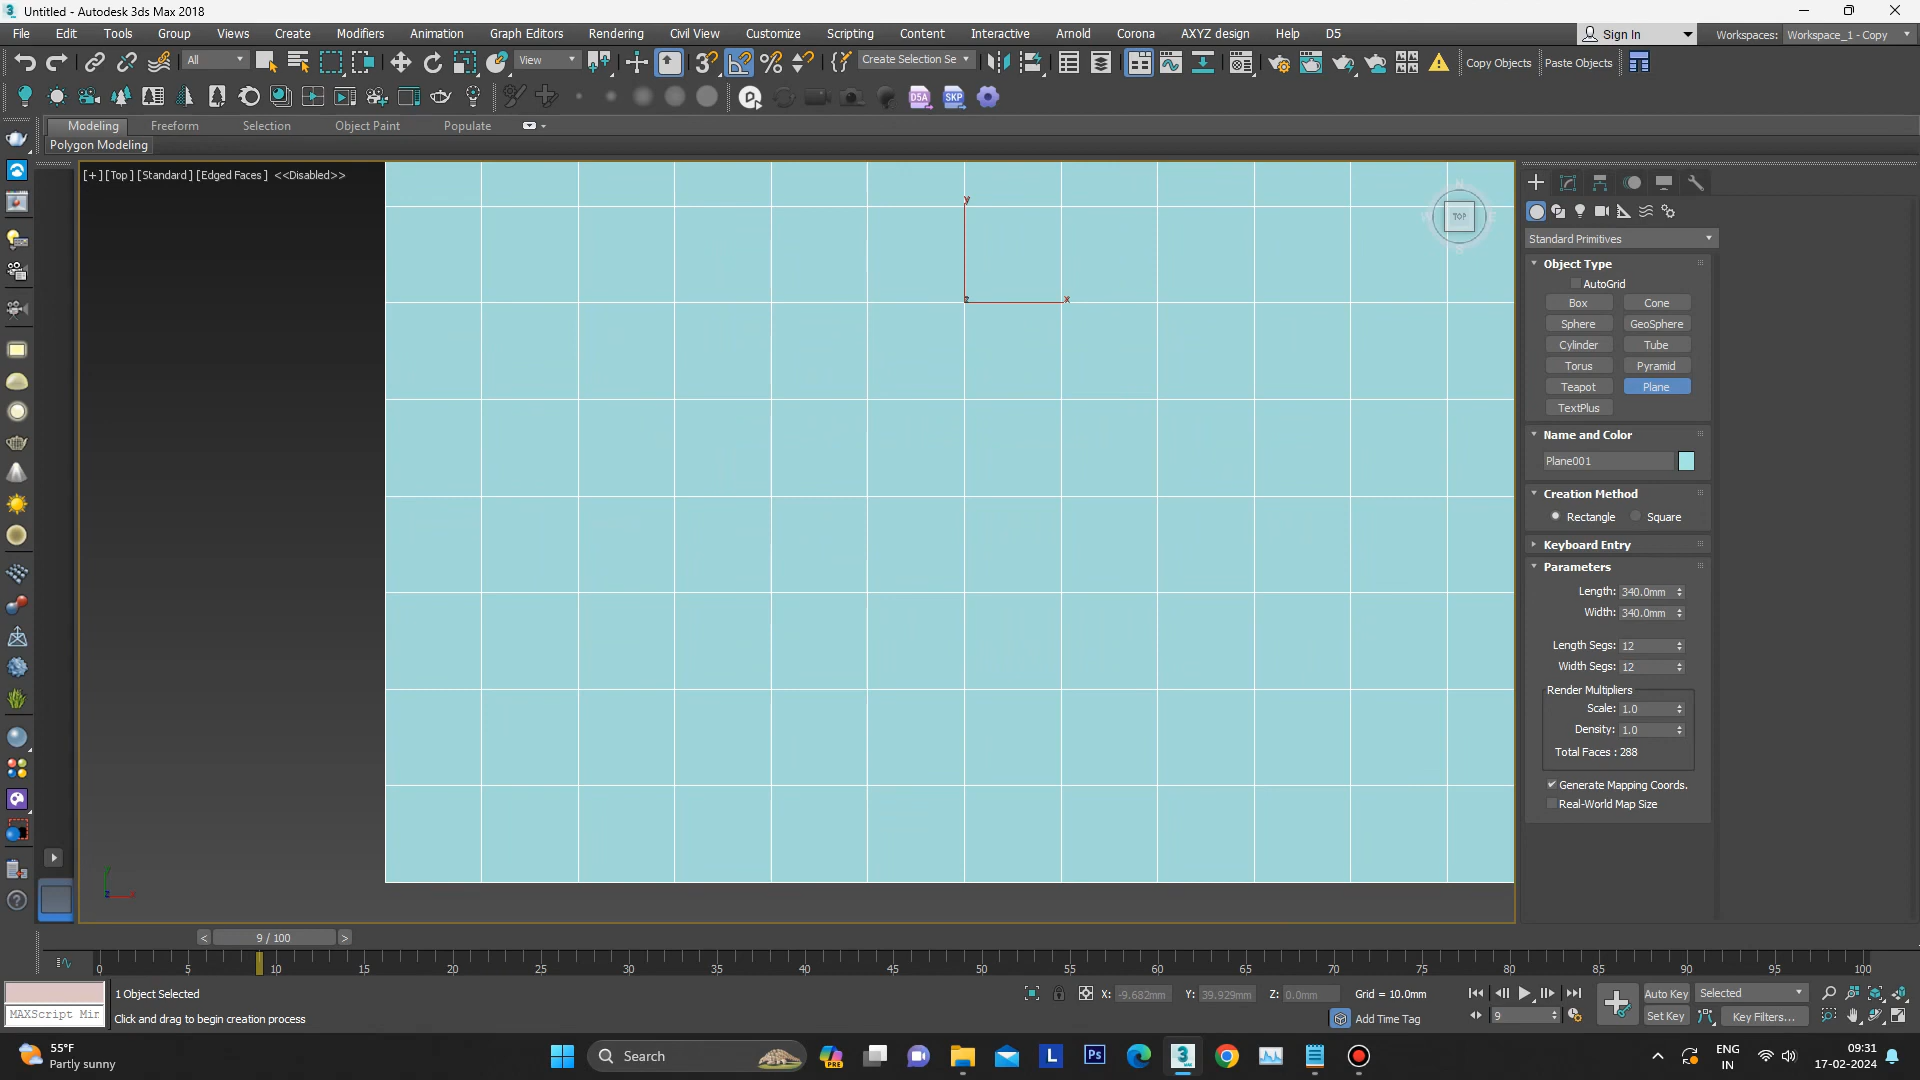 Untitled - Autodesk 3ds Max 2018
File Edit Tools Group Views Create Modifiers Animation Graph Editors Rendering Civil View Customize Scripting Content Interactive Arnold Corona AXYZ design Help D5
Sign In Workspaces: Workspace_1 - Copy
All View Create Selection Se Copy Objects Paste Objects
D5A SKP
Modeling Freeform Selection Object Paint Populate
Polygon Modeling
[+] [Top] [Standard] [Edged Faces] <<Disabled>>
y
z x
N
TOP
Standard Primitives
Object Type
AutoGrid
Box Cone
Sphere GeoSphere
Cylinder Tube
Torus Pyramid
Teapot Plane
TextPlus
Name and Color
Plane001
Creation Method
Rectangle Square
Keyboard Entry
Parameters
Length: 340.0mm
Width: 340.0mm
Length Segs: 12
Width Segs: 12
Render Multipliers
Scale: 1.0
Density: 1.0
Total Faces : 288
Generate Mapping Coords.
Real-World Map Size
< 9 / 100 >
0 5 10 15 20 25 30 35 40 45 50 55 60 65 70 75 80 85 90 95 100
1 Object Selected
X: -9.682mm Y: 39.929mm Z: 0.0mm Grid = 10.0mm
Auto Key Selected
MAXScript Mir
Click and drag to begin creation process
Add Time Tag
9
Set Key Key Filters...
55°F
Partly sunny
Search
PRE
L
Ps
3
ENG
IN
09:31
17-02-2024